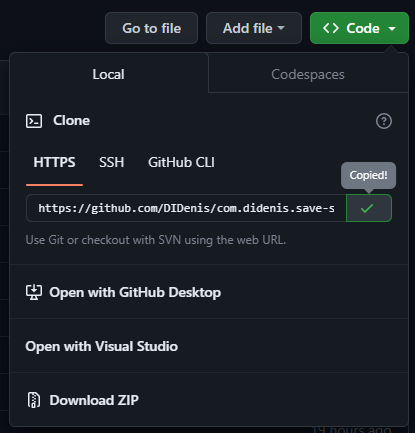 Go to file Add file <> Code
Local Codespaces
Clone
HTTPS SSH GitHub CLI
Copied!
https://github.com/DIDenis/com.didenis.save-s
Use Git or checkout with SVN using the web URL.
Open with GitHub Desktop
Open with Visual Studio
Download ZIP
19 hours ago